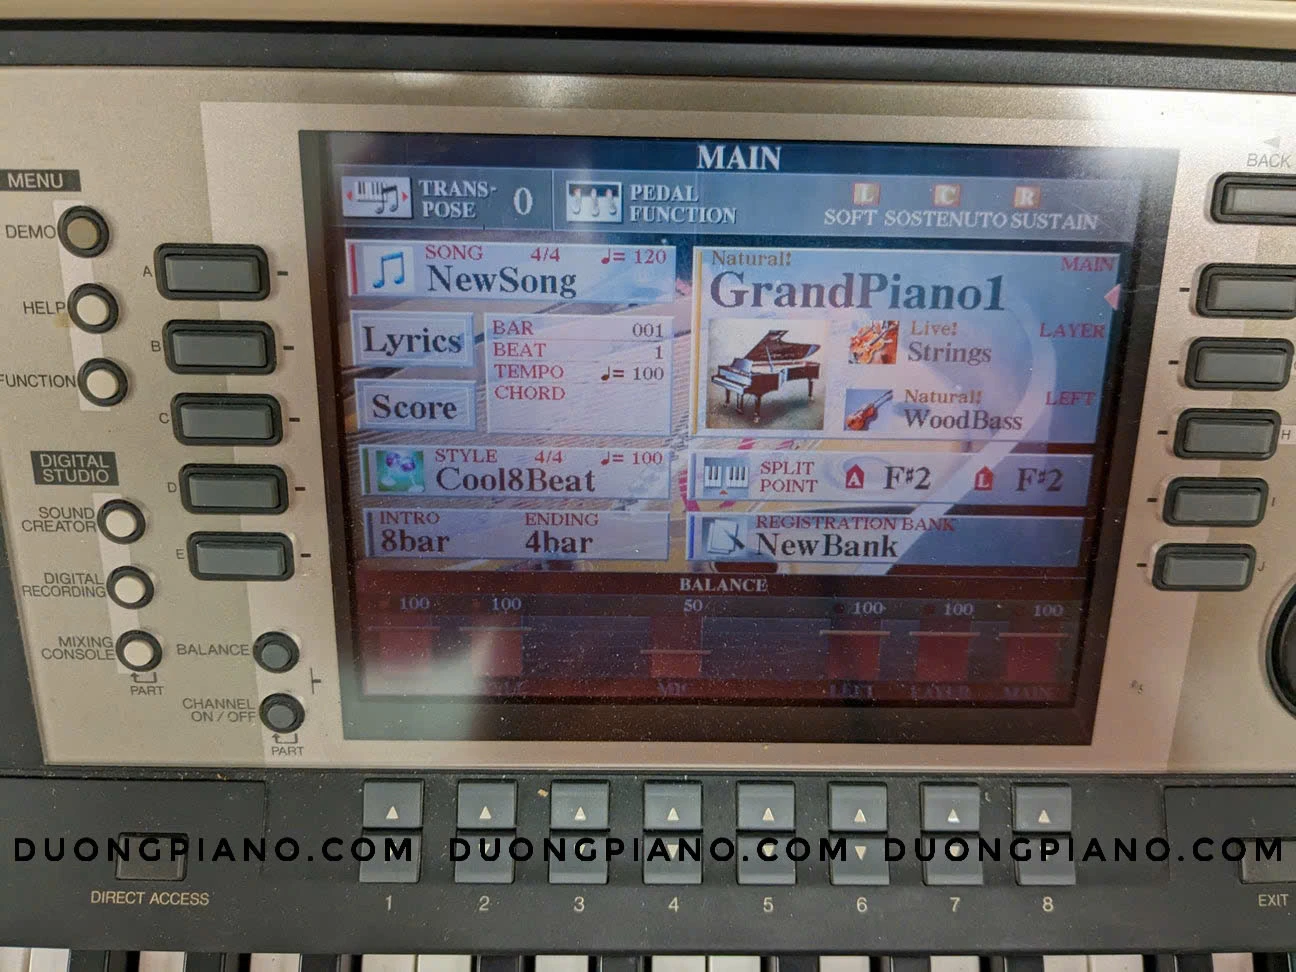 MAIN
BACK
MENU
TRANS-
POSE
0
PEDAL
FUNCTION
L
C
R
SOFT SOSTENUTO SUSTAIN
DEMO
A
SONG 4/4 ♩= 120
NewSong
Natural!
MAIN
GrandPiano1
HELP
B
Lyrics
BAR 001
BEAT 1
TEMPO ♩= 100
CHORD
Live!
LAYER
Strings
FUNCTION
Score
Natural!
LEFT
WoodBass
C
H
DIGITAL
STUDIO
STYLE 4/4 ♩= 100
Cool8Beat
SPLIT
POINT
A F♯2
L F♯2
D
I
SOUND
CREATOR
INTRO ENDING
8bar 4bar
REGISTRATION BANK
NewBank
E
J
DIGITAL
RECORDING
BALANCE
100 100 50 100 100 100
MIXING
CONSOLE
PART
BALANCE
MIC LEFT LAYER MAIN
CHANNEL
ON / OFF
PART
DUONGPIANO.COM DUONGPIANO.COM DUONGPIANO.COM
DIRECT ACCESS
1 2 3 4 5 6 7 8
EXIT